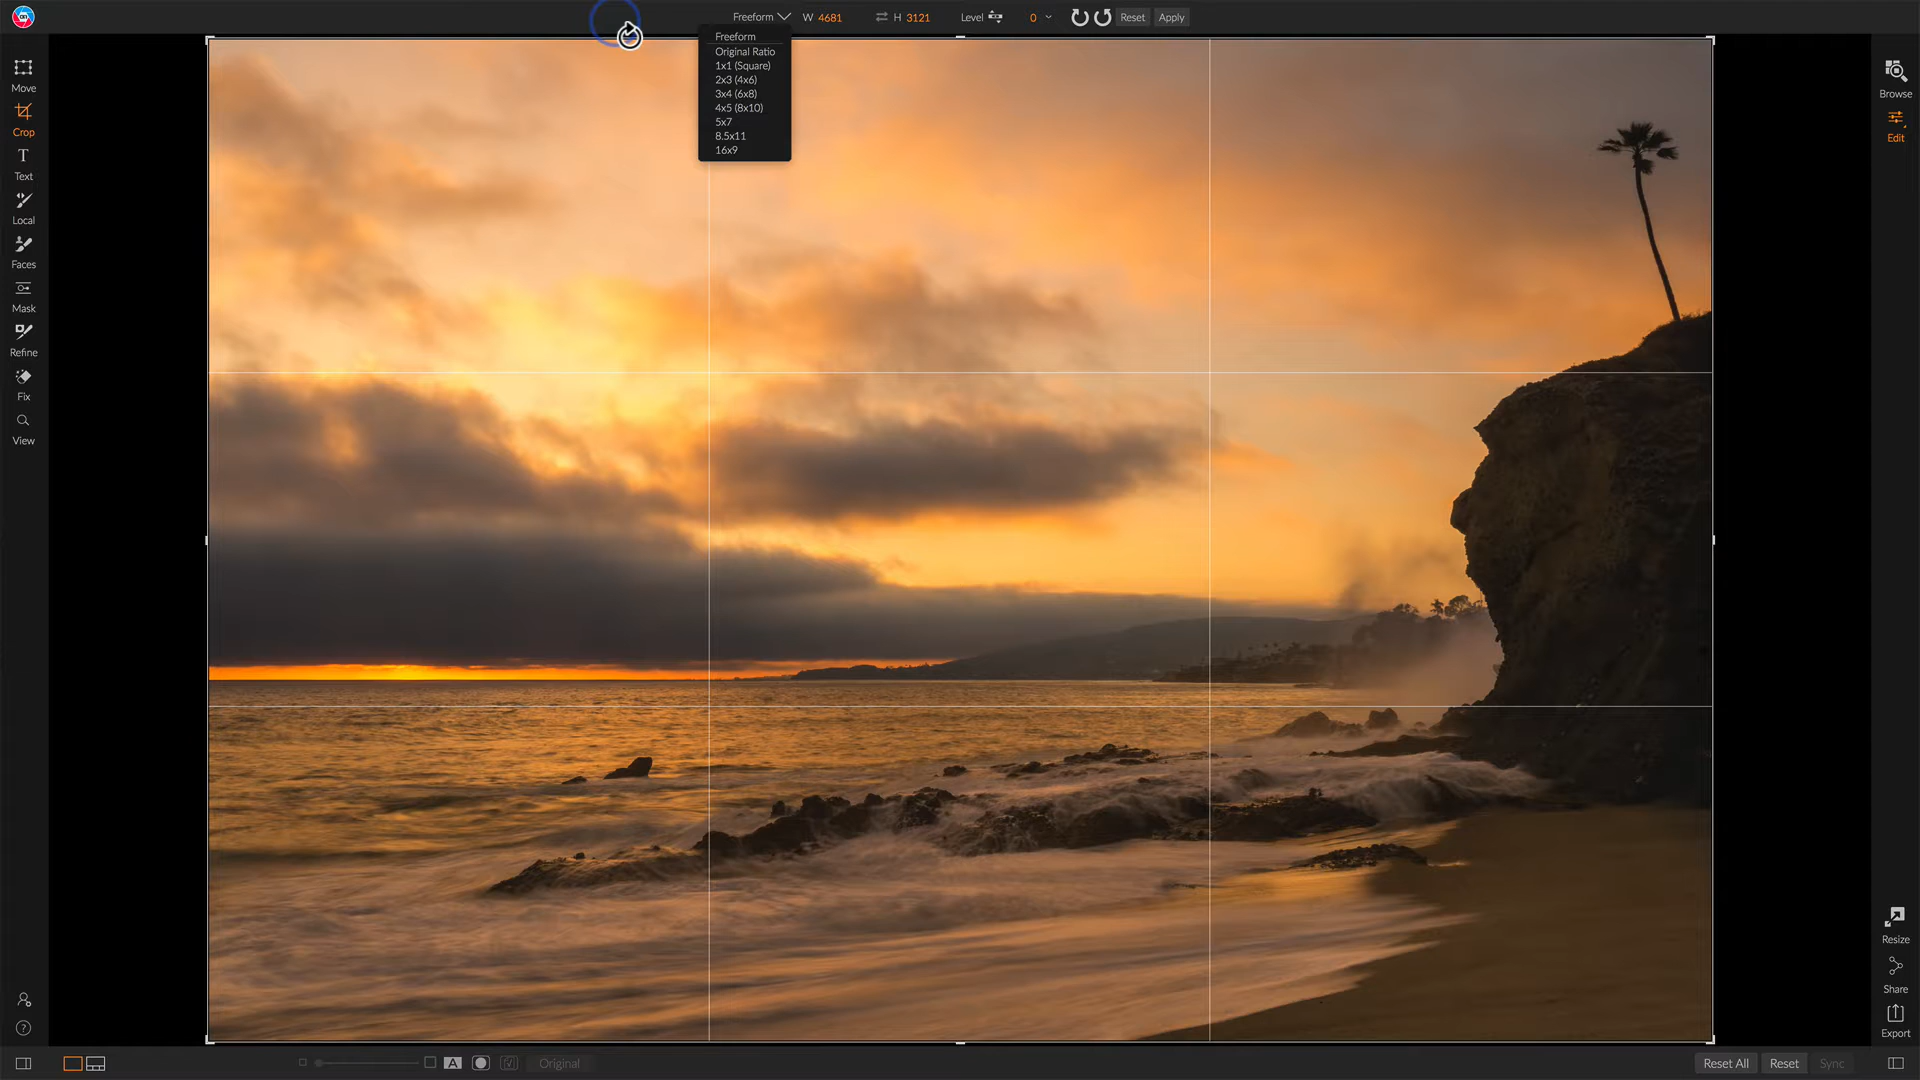 Freeform W 4681 H 3121 Level 0 Reset Apply
Freeform
Original Ratio
1x1 (Square)
2x3 (4x6)
3x4 (6x8)
4x5 (8x10)
5x7
8.5x11
16x9
Move
Crop
Text
Local
Faces
Mask
Refine
Fix
View
Browse
Edit
Resize
Share
Export
A Original Reset All Reset Sync